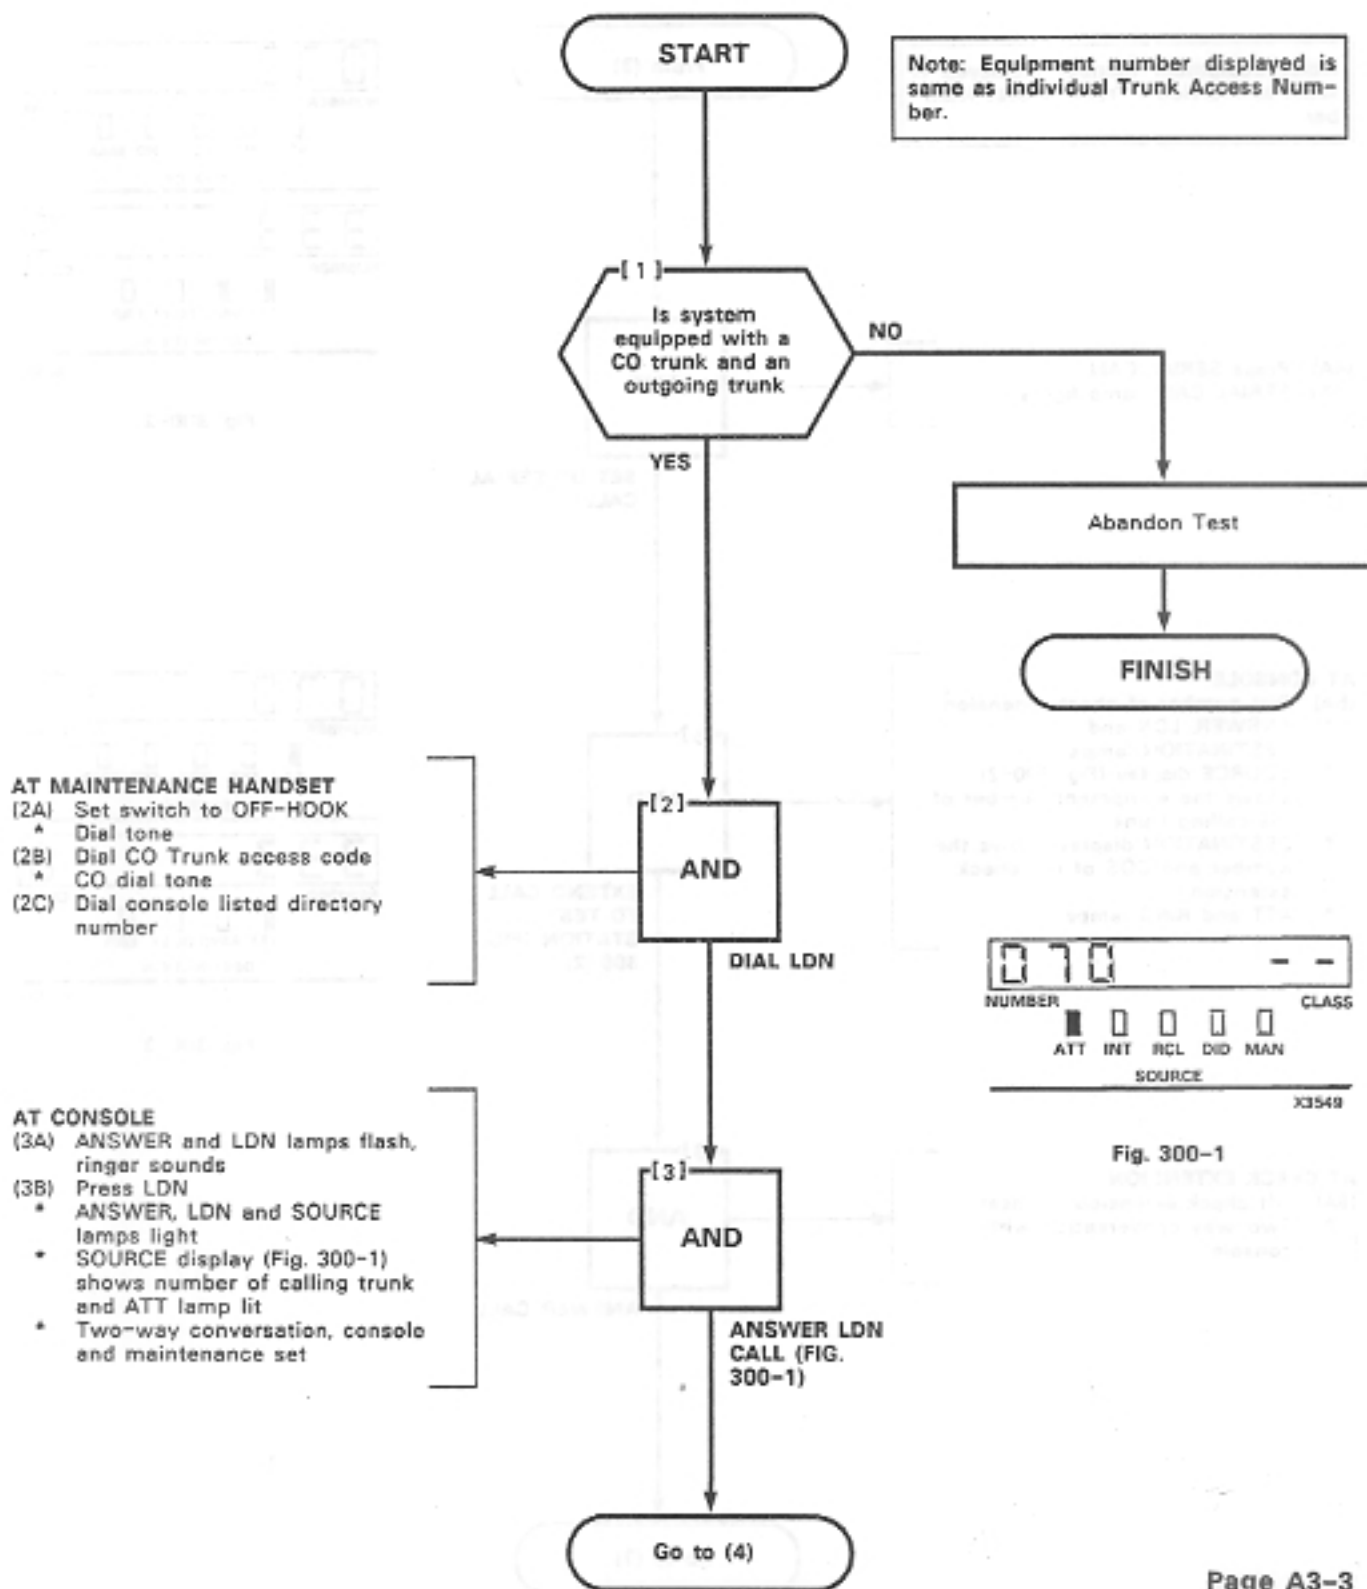 START
Note: Equipment number displayed is
same as individual Trunk Access Num-
ber.
[ 1 ]
Is system
equipped with a
CO trunk and an
outgoing trunk
NO
YES
Abandon Test
FINISH
AT MAINTENANCE HANDSET
(2A) Set switch to OFF-HOOK
* Dial tone
(2B) Dial CO Trunk access code
* CO dial tone
(2C) Dial console listed directory
number
[2]
AND
DIAL LDN
070 - -
NUMBER CLASS
ATT INT RCL DID MAN
SOURCE
X3549
Fig. 300-1
AT CONSOLE
(3A) ANSWER and LDN lamps flash,
ringer sounds
(3B) Press LDN
* ANSWER, LDN and SOURCE
lamps light
* SOURCE display (Fig. 300-1)
shows number of calling trunk
and ATT lamp lit
* Two-way conversation, console
and maintenance set
[3]
AND
ANSWER LDN
CALL (FIG.
300-1)
Go to (4)
Page A3-3